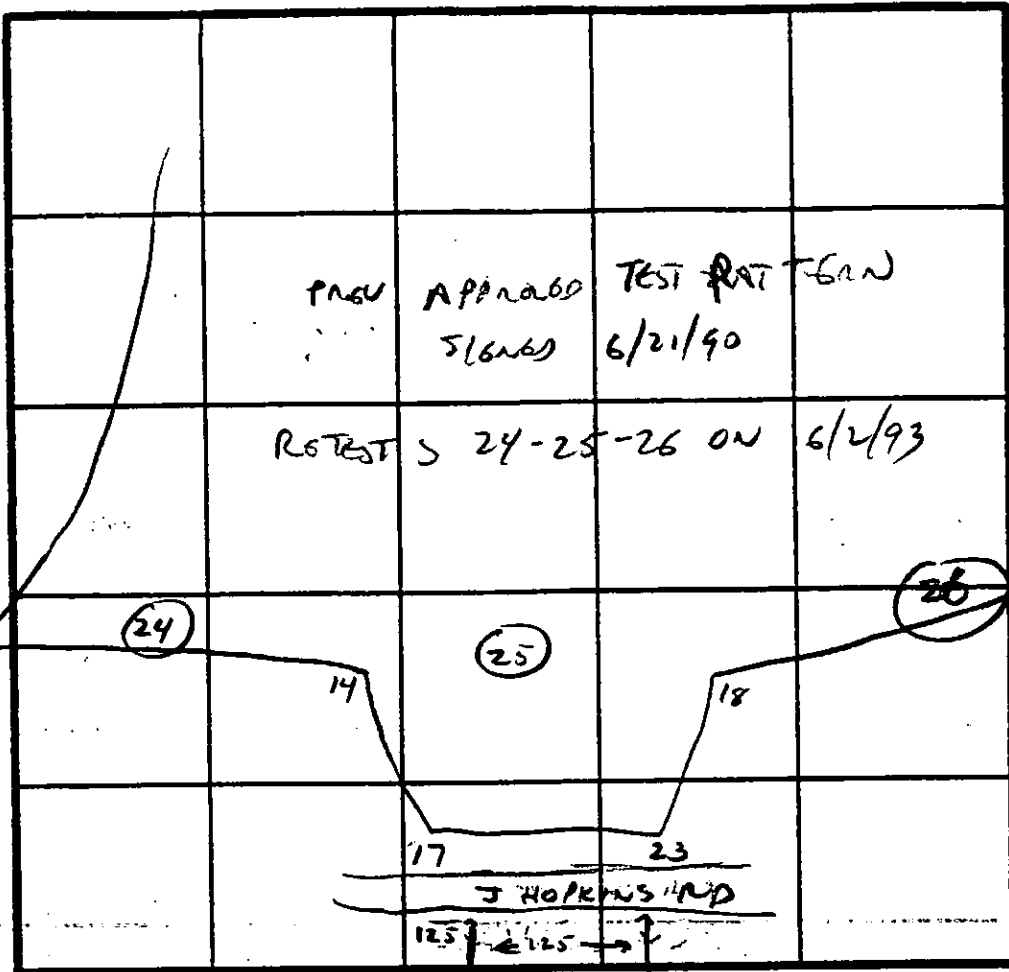 PREV APPROVED TEST PATTERN
SIGNED 6/21/90
RETESTS 24-25-26 ON 6/2/93
24
25
26
14
18
17
23
J HOPKINS RD
125 125